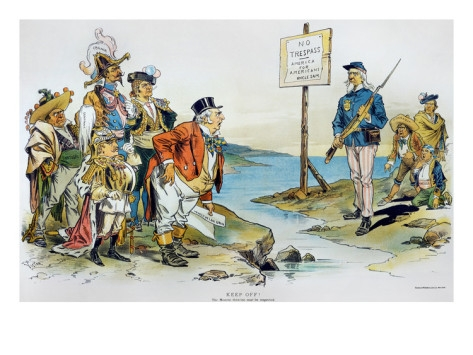 NO
TRESPASS
AMERICA
FOR
AMERICANS
UNCLE SAM
KEEP OFF!
The Monroe Doctrine must be respected.